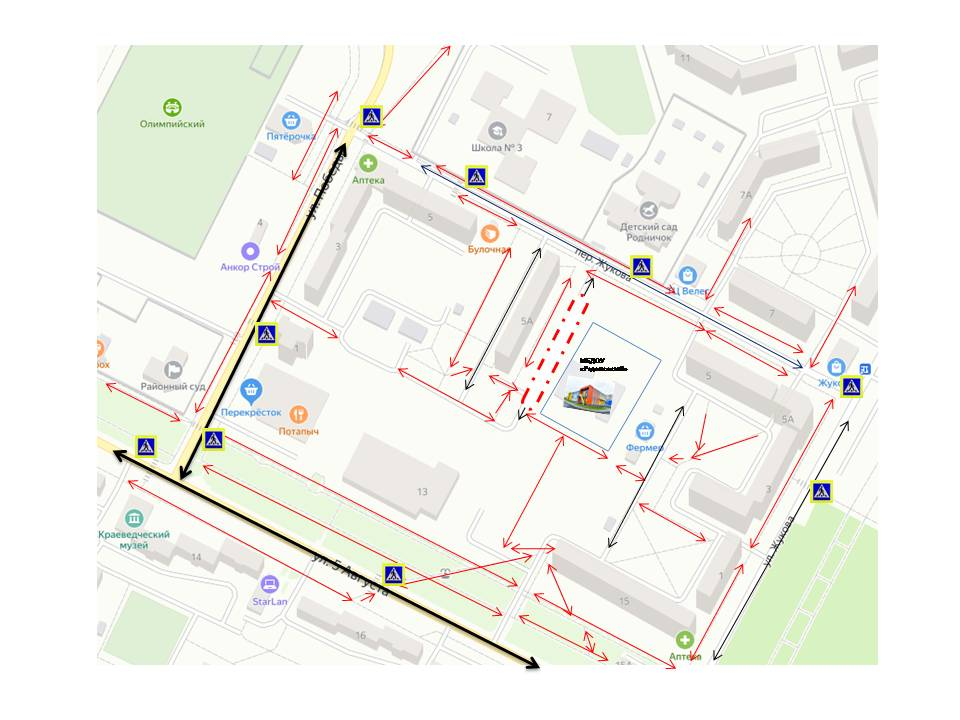 11
Олимпийский
Пятёрочка
7
Школа № 3
Аптека
7А
5
Детский сад
Родничок
ул. Победы
4
3
Булочная
Анкор Строй
пер. Жукова
ТЦ Велес
5А
7
1
МБДОУ
Районный суд
5
Перекрёсток
Потапыч
5А
Фермер
13
3
Краеведческий
музей
14
ул. Жукова
ул. 5 Августа
StarLan
1
15
16
Аптека
15А